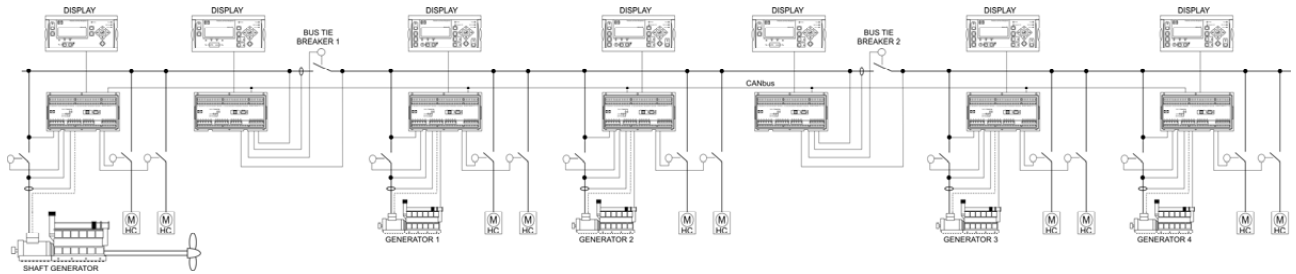 DISPLAY
DISPLAY
DISPLAY
DISPLAY
DISPLAY
DISPLAY
DISPLAY
BUS TIE
BREAKER 1
BUS TIE
BREAKER 2
CANbus
M
HC
M
HC
M
HC
M
HC
M
HC
M
HC
M
HC
M
HC
M
HC
M
HC
GENERATOR 1
GENERATOR 2
GENERATOR 3
GENERATOR 4
SHAFT GENERATOR